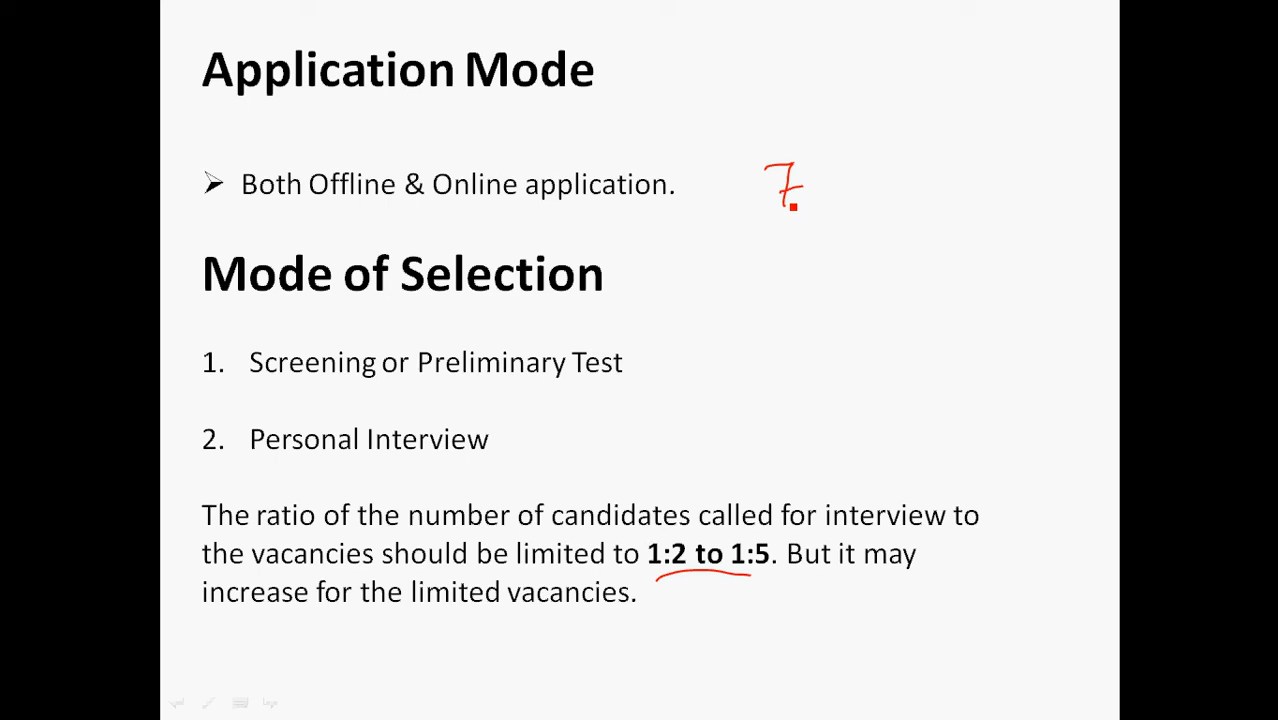 Application Mode
Both Offline & Online application.
7
Mode of Selection
1. Screening or Preliminary Test
2. Personal Interview
The ratio of the number of candidates called for interview to
the vacancies should be limited to 1:2 to 1:5. But it may
increase for the limited vacancies.